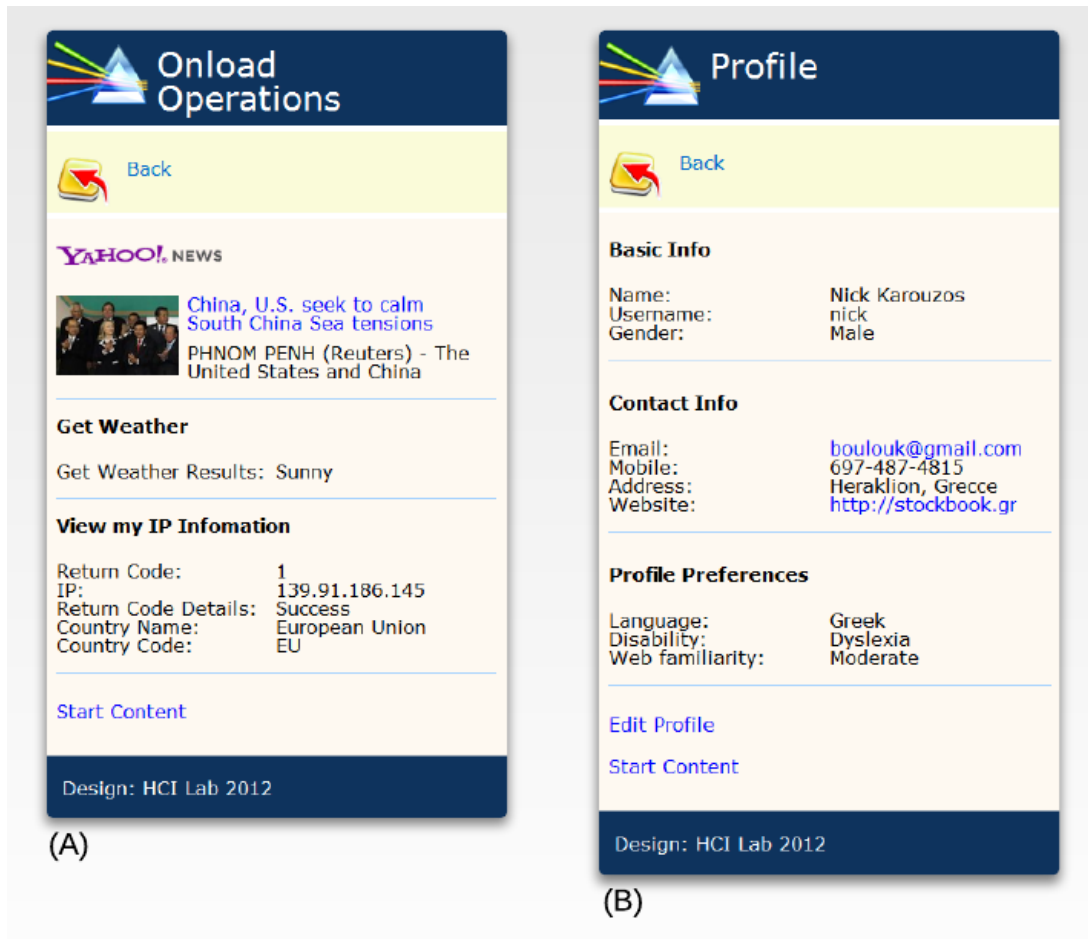 Onload
Operations
Back
YAHOO! NEWS
China, U.S. seek to calm
South China Sea tensions
PHNOM PENH (Reuters) - The
United States and China
Get Weather
Get Weather Results: Sunny
View my IP Infomation
Return Code: 1
IP: 139.91.186.145
Return Code Details: Success
Country Name: European Union
Country Code: EU
Start Content
Design: HCI Lab 2012
(A)
Profile
Back
Basic Info
Name: Nick Karouzos
Username: nick
Gender: Male
Contact Info
Email: boulouk@gmail.com
Mobile: 697-487-4815
Address: Heraklion, Grecce
Website: http://stockbook.gr
Profile Preferences
Language: Greek
Disability: Dyslexia
Web familiarity: Moderate
Edit Profile
Start Content
Design: HCI Lab 2012
(B)